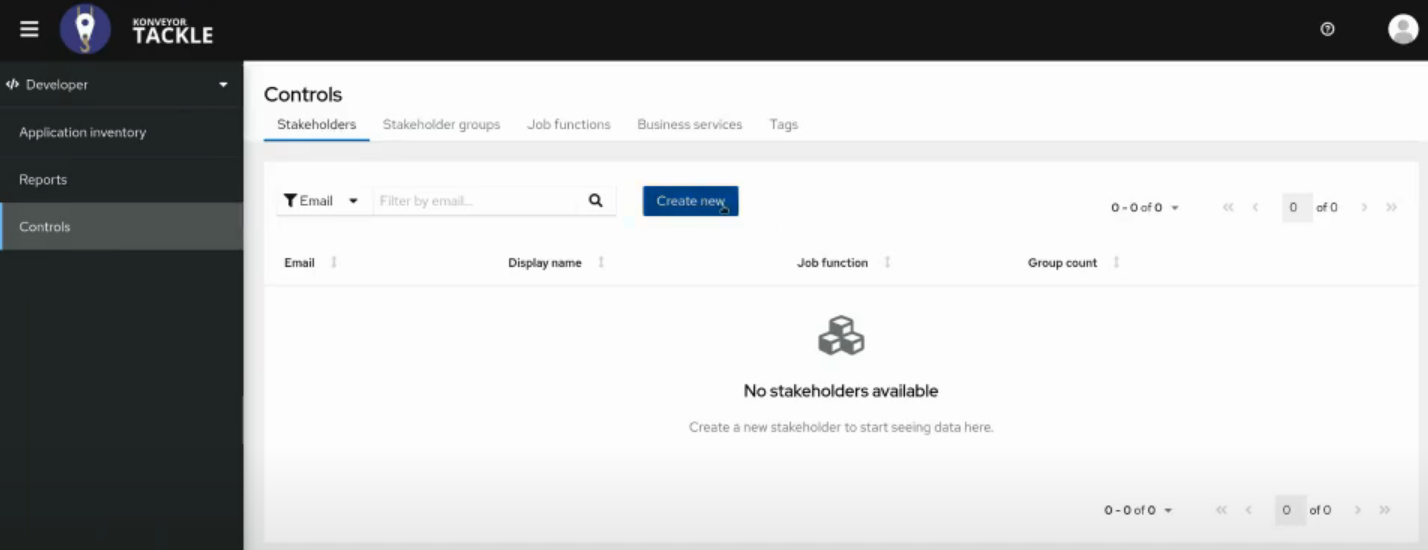 KONVEYOR
TACKLE
Developer
Application inventory
Reports
Controls
Controls
Stakeholders Stakeholder groups Job functions Business services Tags
Email Filter by email... Create new 0 - 0 of 0 0 of 0
Email Display name Job function Group count
No stakeholders available
Create a new stakeholder to start seeing data here.
0 - 0 of 0 0 of 0